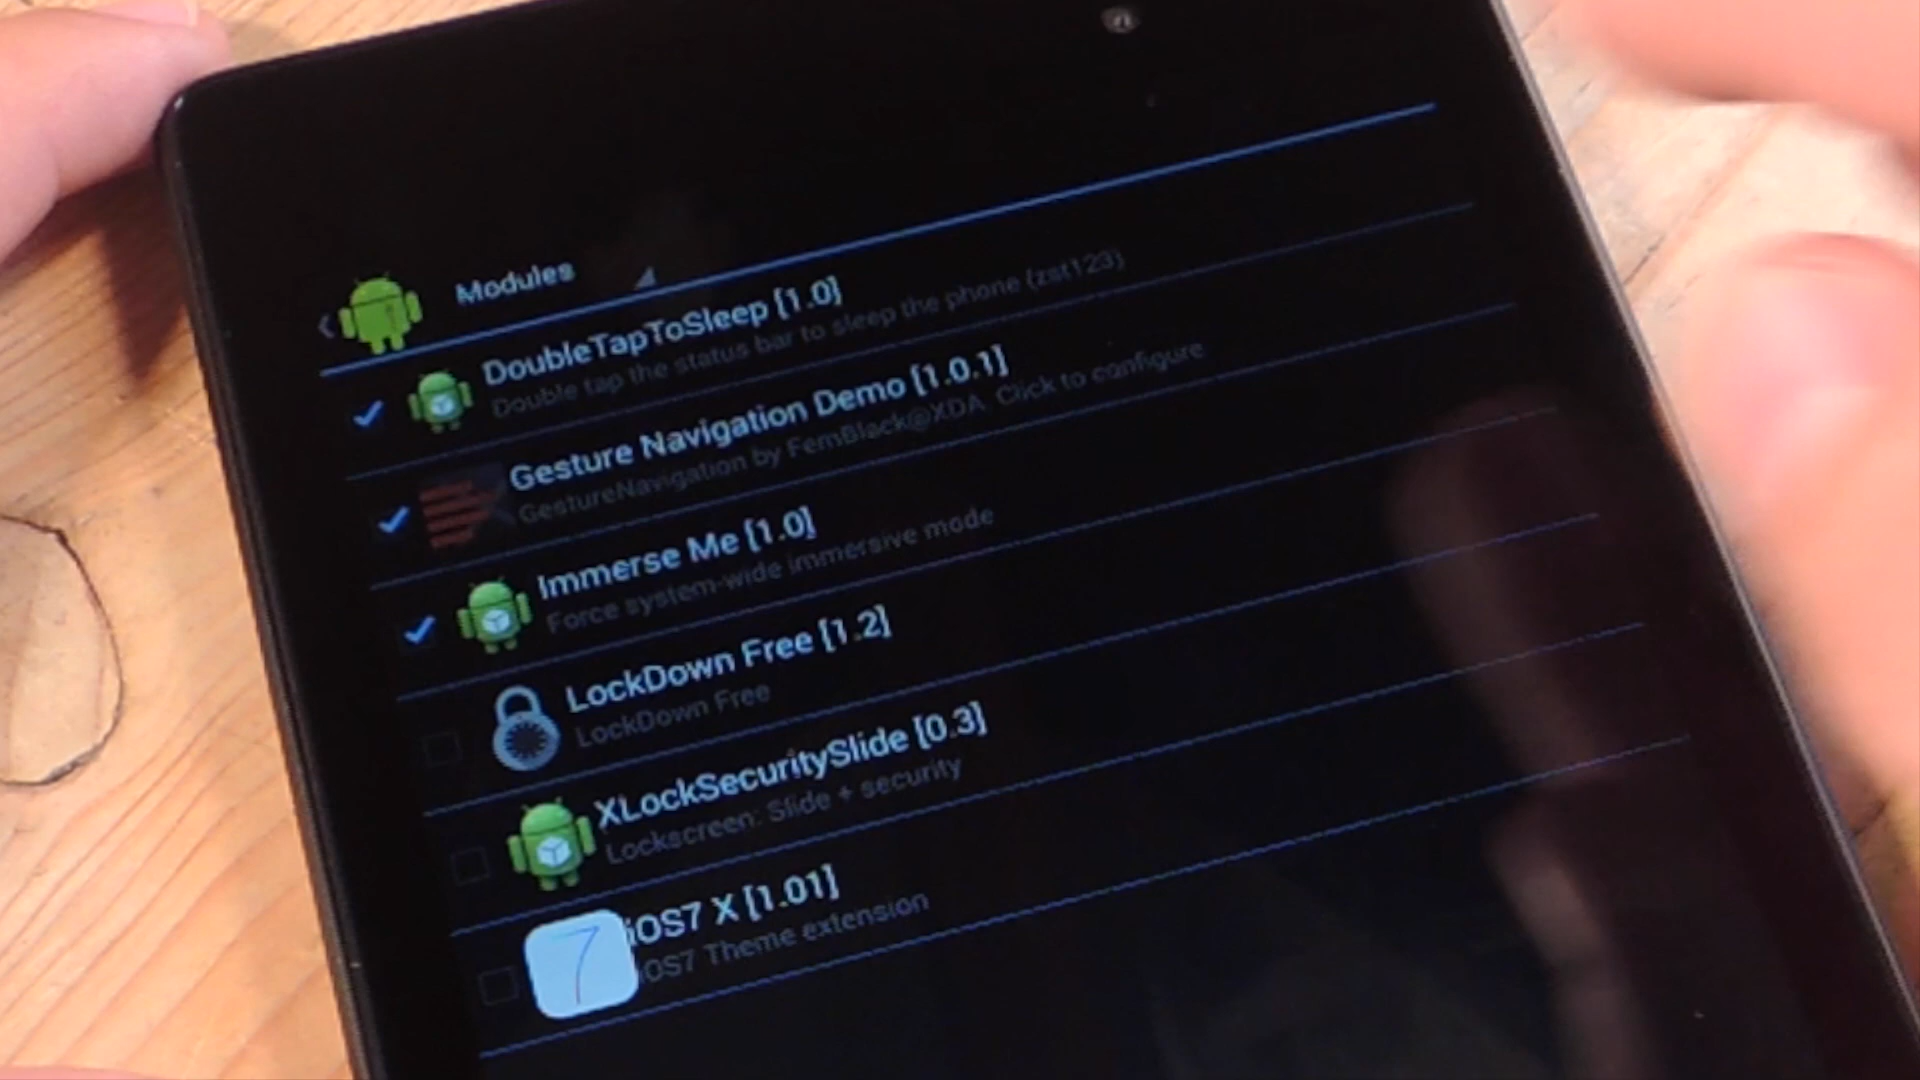 Modules
DoubleTapToSleep [1.0]
Double tap the status bar to sleep the phone (zst123)
Gesture Navigation Demo [1.0.1]
GestureNavigation by FernBlack@XDA. Click to configure
Immerse Me [1.0]
Force system-wide immersive mode
LockDown Free [1.2]
LockDown Free
XLockSecuritySlide [0.3]
Lockscreen: Slide + security
7
iOS7 X [1.01]
iOS7 Theme extension